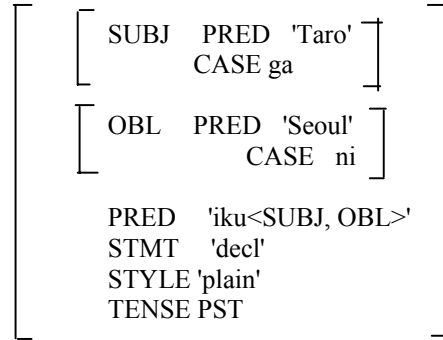 SUBJ PRED 'Taro'
CASE ga
OBL PRED 'Seoul'
CASE ni
PRED 'iku<SUBJ, OBL>'
STMT 'decl'
STYLE 'plain'
TENSE PST